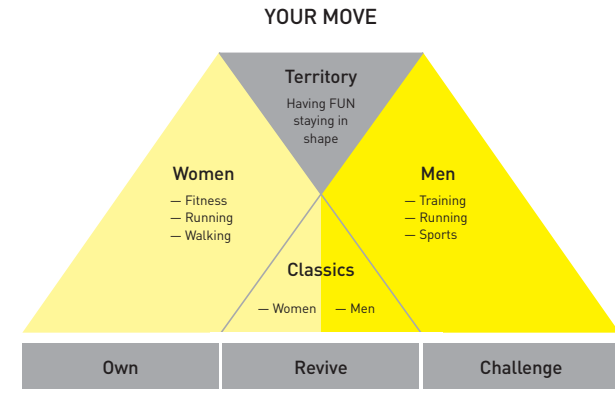 YOUR MOVE
Territory
Having FUN
staying in
shape
Women
— Fitness
— Running
— Walking
Men
— Training
— Running
— Sports
Classics
— Women
— Men
Own
Revive
Challenge